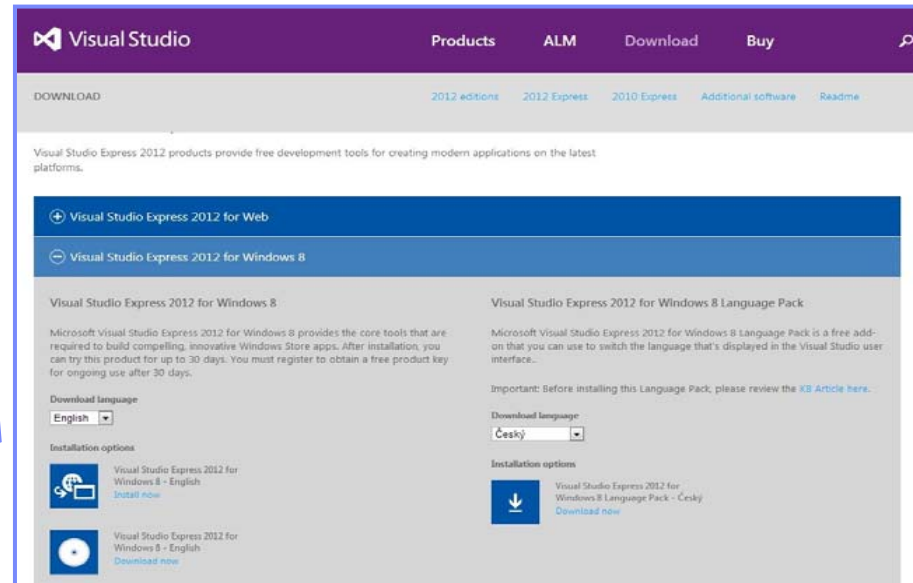 Visual Studio
Products
ALM
Download
Buy
DOWNLOAD
2012 editions
2012 Express
2010 Express
Additional software
Readme
Visual Studio Express 2012 products provide free development tools for creating modern applications on the latest
platforms.
Visual Studio Express 2012 for Web
Visual Studio Express 2012 for Windows 8
Visual Studio Express 2012 for Windows 8
Microsoft Visual Studio Express 2012 for Windows 8 provides the core tools that are
required to build compelling, innovative Windows Store apps. After installation, you
can try this product for up to 30 days. You must register to obtain a free product key
for ongoing use after 30 days.
Download language
English
Installation options
Visual Studio Express 2012 for
Windows 8 - English
Install now
Visual Studio Express 2012 for
Windows 8 - English
Download now
Visual Studio Express 2012 for Windows 8 Language Pack
Microsoft Visual Studio Express 2012 for Windows 8 Language Pack is a free add-
on that you can use to switch the language that's displayed in the Visual Studio user
interface..
Important: Before installing this Language Pack, please review the KB Article here.
Download language
Český
Installation options
Visual Studio Express 2012 for
Windows 8 Language Pack - Český
Download now